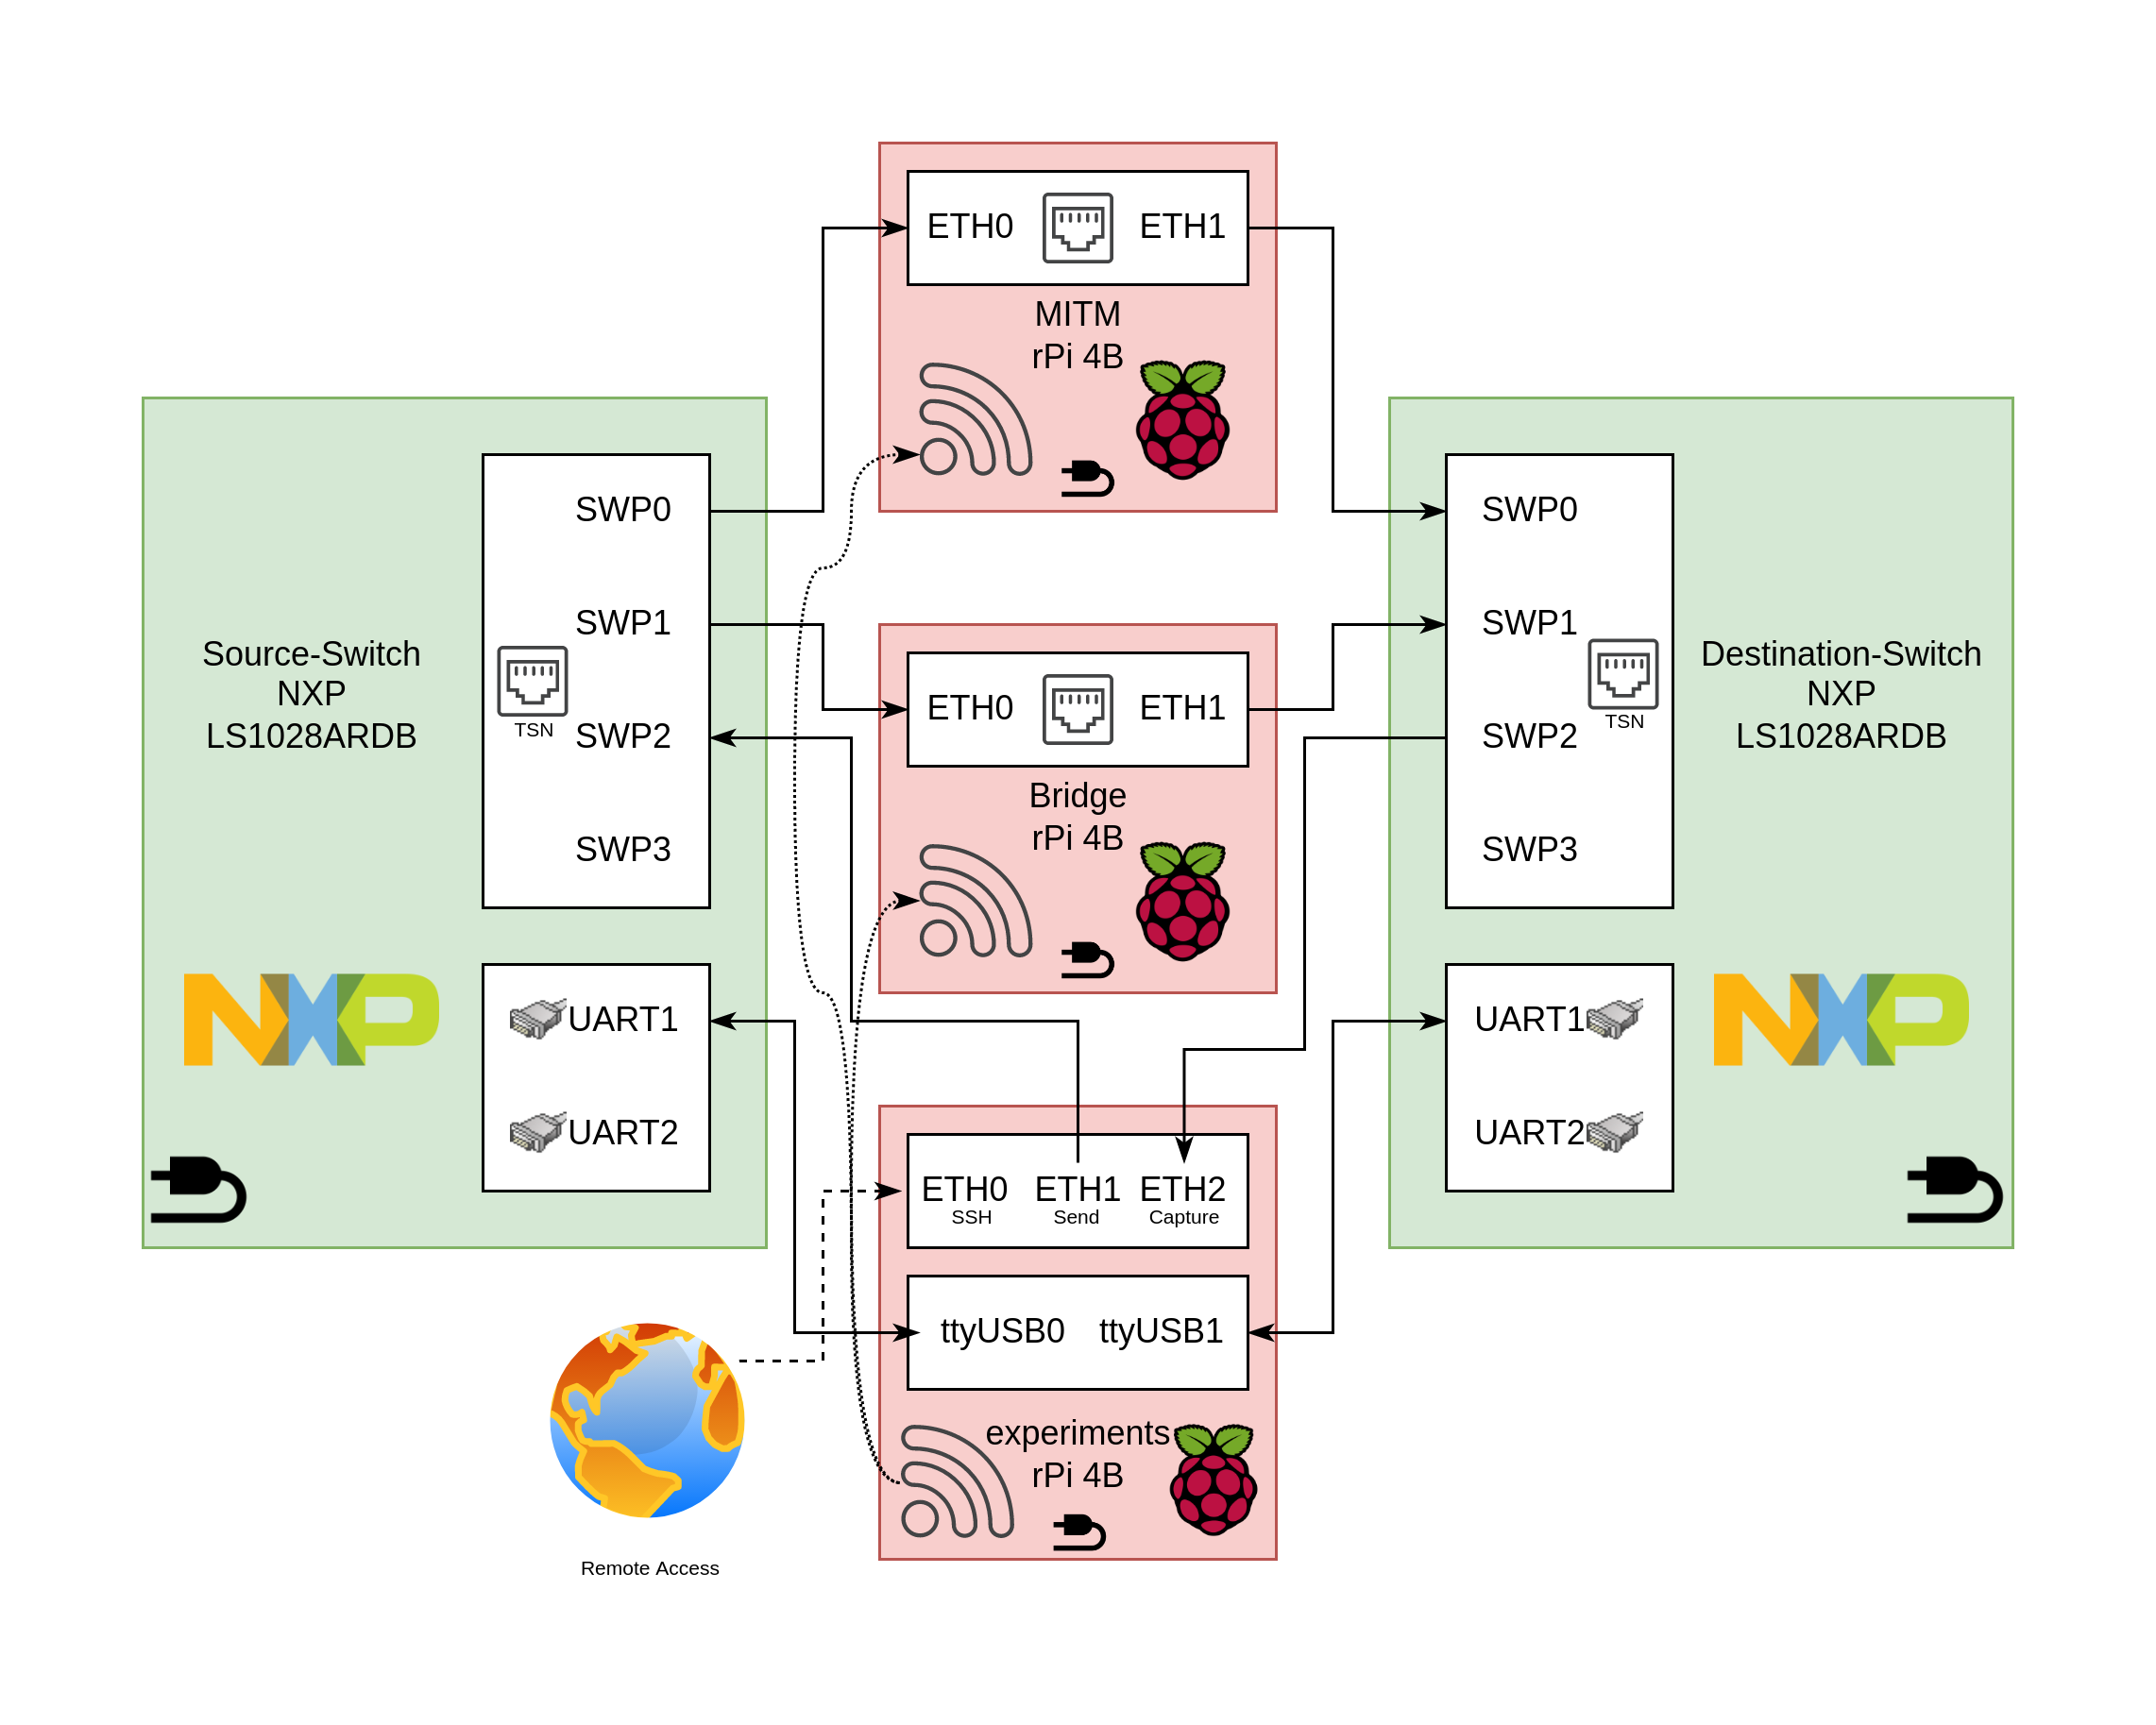 ETH0 ETH1
MITM
rPi 4B
Source-Switch
NXP
LS1028ARDB
SWP0
SWP1
TSN
SWP2
SWP3
UART1
UART2
NXP
ETH0 ETH1
Bridge
rPi 4B
SWP0
SWP1
TSN
SWP2
SWP3
UART1
UART2
Destination-Switch
NXP
LS1028ARDB
NXP
ETH0 ETH1 ETH2
SSH Send Capture
ttyUSB0 ttyUSB1
experiments
rPi 4B
Remote Access